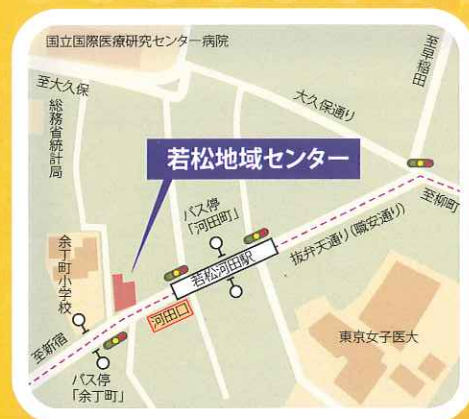 国立国際医療研究センター病院
至早稲田
至大久保
大久保通り
総務省統計局
若松地域センター
バス停
「河田町」
至柳町
抜弁天通り(職安通り)
余丁町小学校
若松河田駅
河田口
至新宿
東京女子医大
バス停
「余丁町」